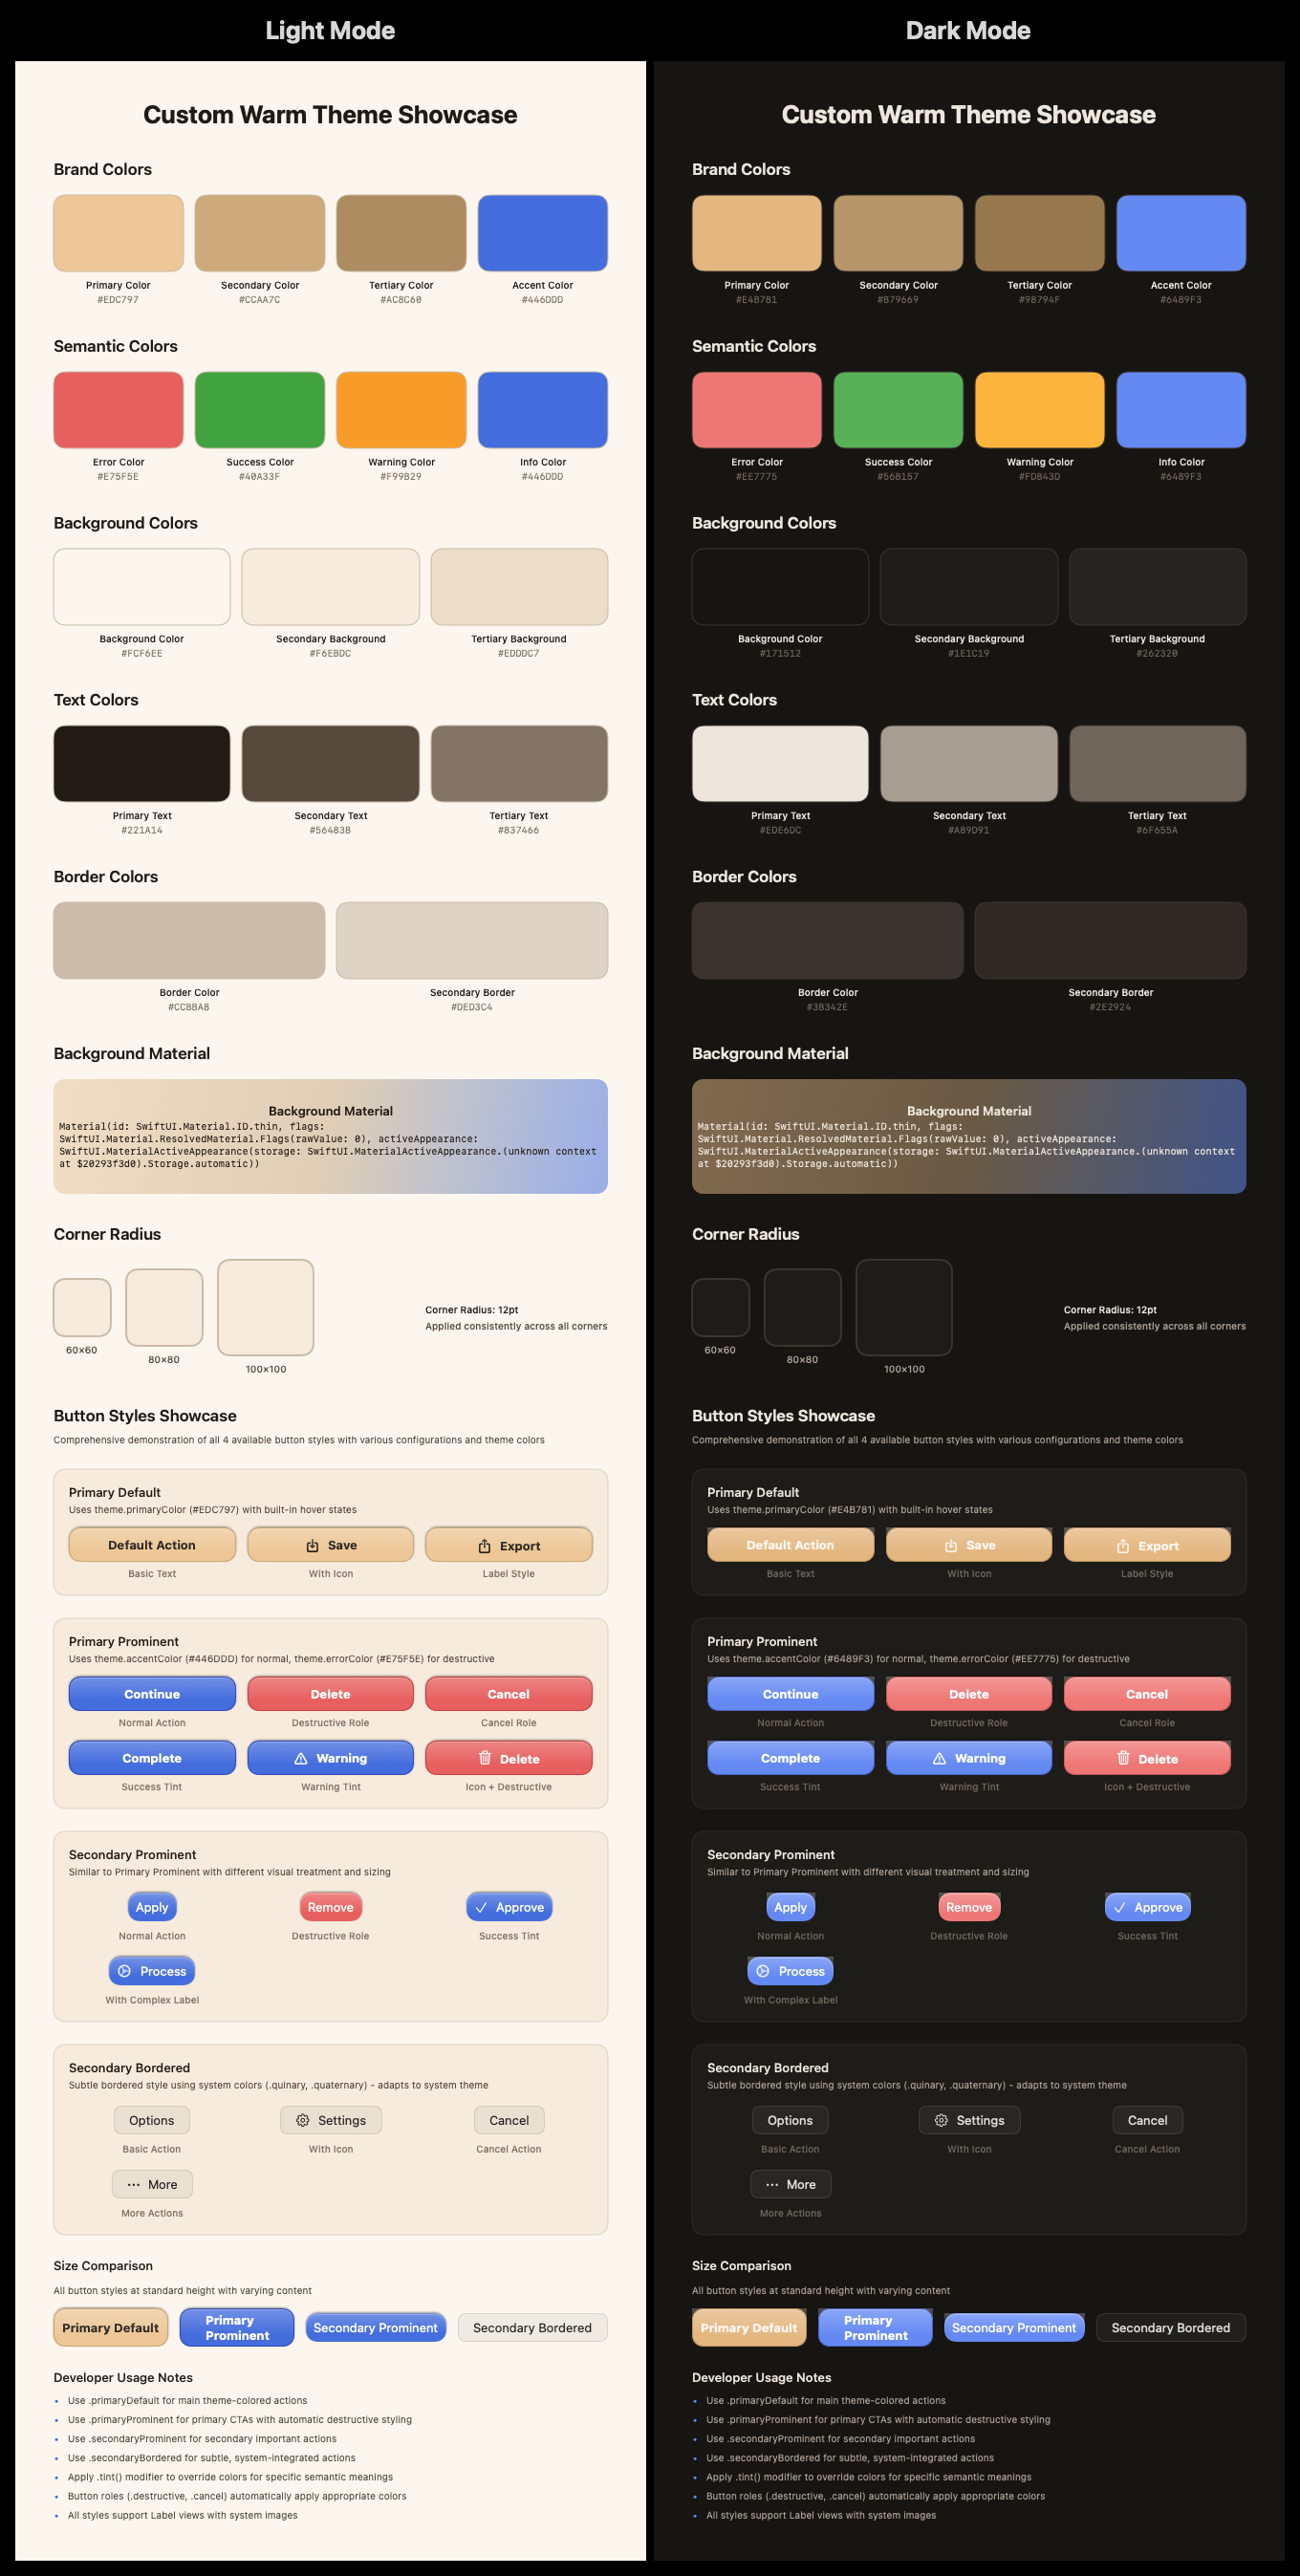 Light Mode
Custom Warm Theme Showcase
Brand Colors
Primary Color
Secondary Color
Tertiary Color
Accent Color
#EDC797
#CCAA7C
#AC8C60
#446DDD
Semantic Colors
Error Color
Success Color
Warning Color
Info Color
#E75F5E
#40A33F
#F99B29
#446DDD
Background Colors
Background Color
Secondary Background
Tertiary Background
#FCF6EE
#F6EBDC
#EDDDC7
Text Colors
Primary Text
Secondary Text
Tertiary Text
#221A14
#56483B
#837466
Border Colors
Border Color
Secondary Border
#CCBBA8
#DED3C4
Background Material
Background Material
Material(id: SwiftUI.Material.ID.thin, flags:
SwiftUI.Material.ResolvedMaterial.Flags(rawValue: 0), activeAppearance:
SwiftUI.MaterialActiveAppearance(storage: SwiftUI.MaterialActiveAppearance.(unknown context
at $20293f3d0).Storage.automatic))
Corner Radius
60×60
80×80
100×100
Corner Radius: 12pt
Applied consistently across all corners
Button Styles Showcase
Comprehensive demonstration of all 4 available button styles with various configurations and theme colors
Primary Default
Uses theme.primaryColor (#EDC797) with built-in hover states
Default Action
Save
Export
Basic Text
With Icon
Label Style
Primary Prominent
Uses theme.accentColor (#446DDD) for normal, theme.errorColor (#E75F5E) for destructive
Continue
Delete
Cancel
Normal Action
Destructive Role
Cancel Role
Complete
Warning
Delete
Success Tint
Warning Tint
Icon + Destructive
Secondary Prominent
Similar to Primary Prominent with different visual treatment and sizing
Apply
Remove
Approve
Normal Action
Destructive Role
Success Tint
Process
With Complex Label
Secondary Bordered
Subtle bordered style using system colors (.quinary, .quaternary) - adapts to system theme
Options
Settings
Cancel
Basic Action
With Icon
Cancel Action
More
More Actions
Size Comparison
All button styles at standard height with varying content
Primary Default
Primary
Prominent
Secondary Prominent
Secondary Bordered
Developer Usage Notes
• Use .primaryDefault for main theme-colored actions
• Use .primaryProminent for primary CTAs with automatic destructive styling
• Use .secondaryProminent for secondary important actions
• Use .secondaryBordered for subtle, system-integrated actions
• Apply .tint() modifier to override colors for specific semantic meanings
• Button roles (.destructive, .cancel) automatically apply appropriate colors
• All styles support Label views with system images
Dark Mode
Custom Warm Theme Showcase
Brand Colors
Primary Color
Secondary Color
Tertiary Color
Accent Color
#E4B781
#B79669
#98794F
#6489F3
Semantic Colors
Error Color
Success Color
Warning Color
Info Color
#EE7775
#56B157
#FDB43D
#6489F3
Background Colors
Background Color
Secondary Background
Tertiary Background
#171512
#1E1C19
#262320
Text Colors
Primary Text
Secondary Text
Tertiary Text
#EDE6DC
#A89D91
#6F655A
Border Colors
Border Color
Secondary Border
#3B342E
#2E2924
Background Material
Background Material
Material(id: SwiftUI.Material.ID.thin, flags:
SwiftUI.Material.ResolvedMaterial.Flags(rawValue: 0), activeAppearance:
SwiftUI.MaterialActiveAppearance(storage: SwiftUI.MaterialActiveAppearance.(unknown context
at $20293f3d0).Storage.automatic))
Corner Radius
60×60
80×80
100×100
Corner Radius: 12pt
Applied consistently across all corners
Button Styles Showcase
Comprehensive demonstration of all 4 available button styles with various configurations and theme colors
Primary Default
Uses theme.primaryColor (#E4B781) with built-in hover states
Default Action
Save
Export
Basic Text
With Icon
Label Style
Primary Prominent
Uses theme.accentColor (#6489F3) for normal, theme.errorColor (#EE7775) for destructive
Continue
Delete
Cancel
Normal Action
Destructive Role
Cancel Role
Complete
Warning
Delete
Success Tint
Warning Tint
Icon + Destructive
Secondary Prominent
Similar to Primary Prominent with different visual treatment and sizing
Apply
Remove
Approve
Normal Action
Destructive Role
Success Tint
Process
With Complex Label
Secondary Bordered
Subtle bordered style using system colors (.quinary, .quaternary) - adapts to system theme
Options
Settings
Cancel
Basic Action
With Icon
Cancel Action
More
More Actions
Size Comparison
All button styles at standard height with varying content
Primary Default
Primary
Prominent
Secondary Prominent
Secondary Bordered
Developer Usage Notes
• Use .primaryDefault for main theme-colored actions
• Use .primaryProminent for primary CTAs with automatic destructive styling
• Use .secondaryProminent for secondary important actions
• Use .secondaryBordered for subtle, system-integrated actions
• Apply .tint() modifier to override colors for specific semantic meanings
• Button roles (.destructive, .cancel) automatically apply appropriate colors
• All styles support Label views with system images